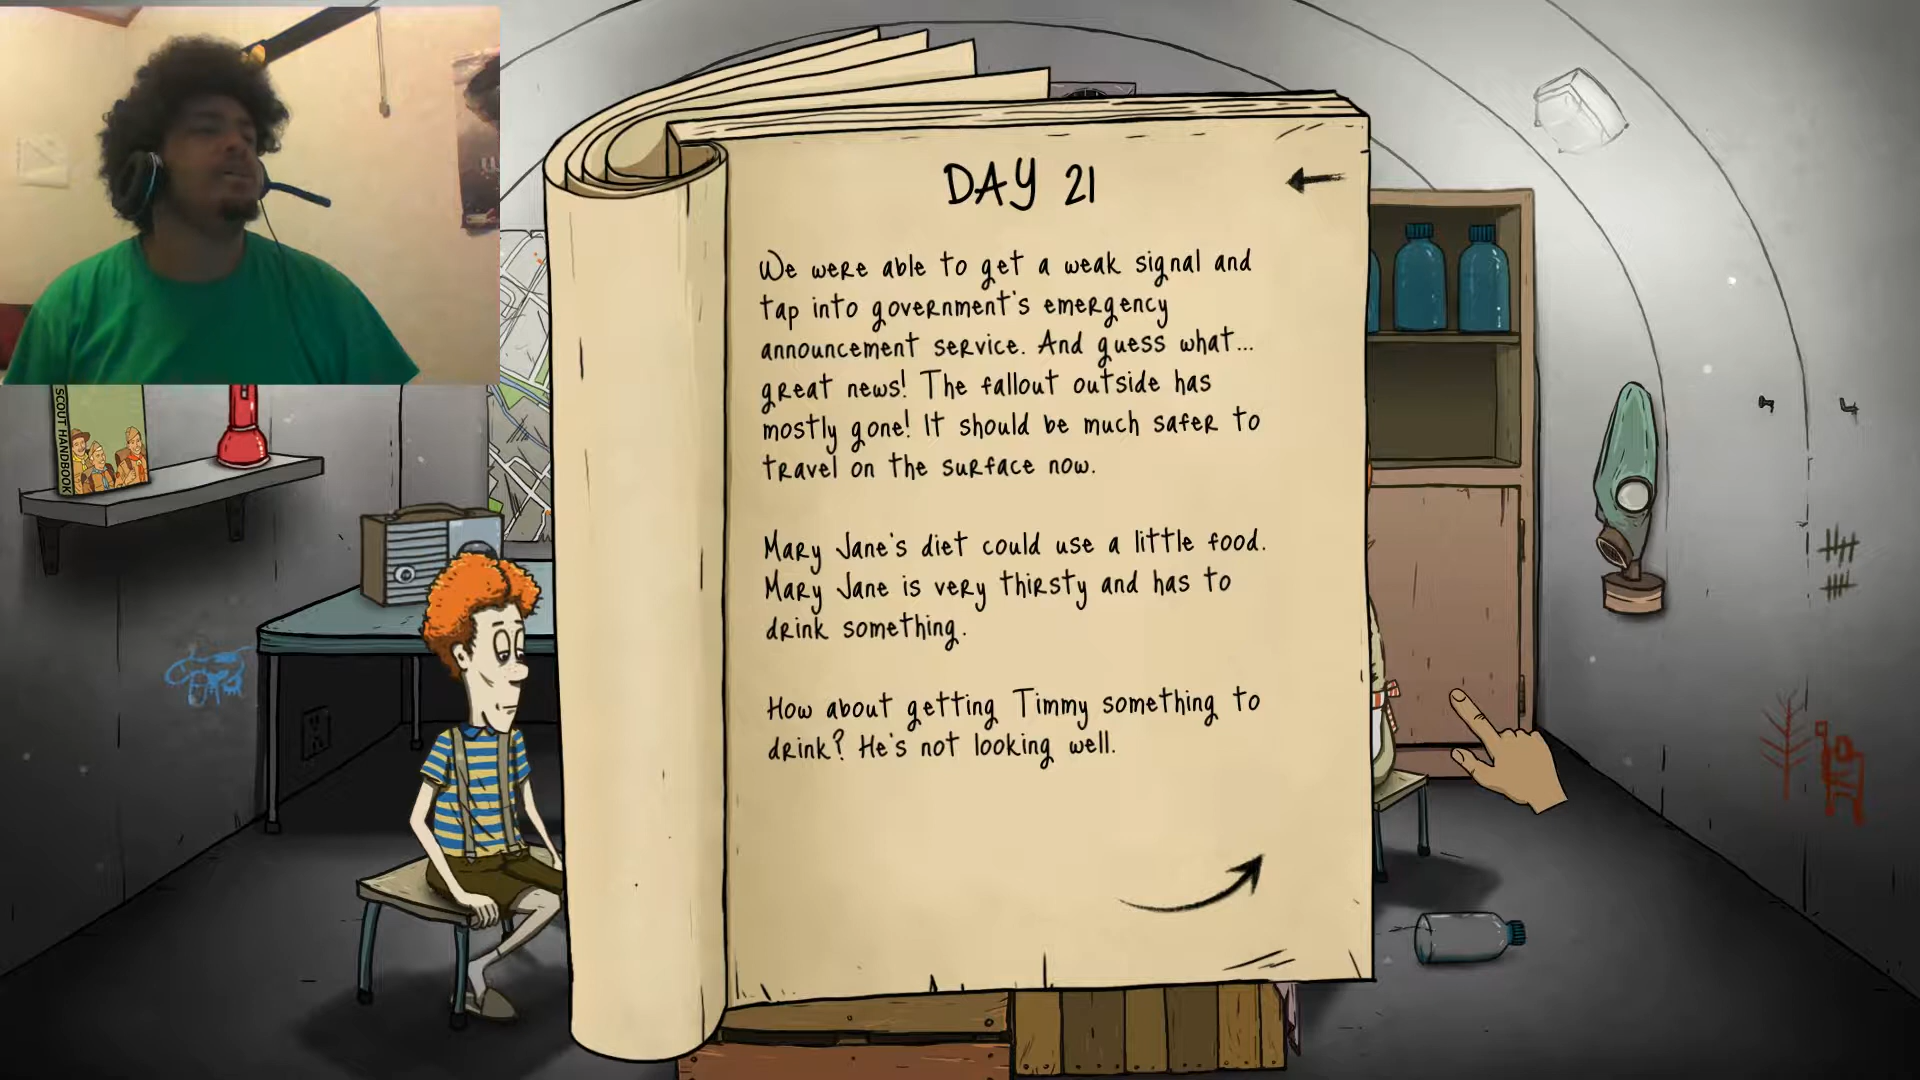 DAY 21
We were able to get a weak signal and
tap into government's emergency
announcement service. And guess what...
great news! The fallout outside has
mostly gone! It should be much safer to
travel on the surface now.
Mary Jane's diet could use a little food.
Mary Jane is very thirsty and has to
drink something.
How about getting Timmy something to
drink? He's not looking well.
SCOUT HANDBOOK